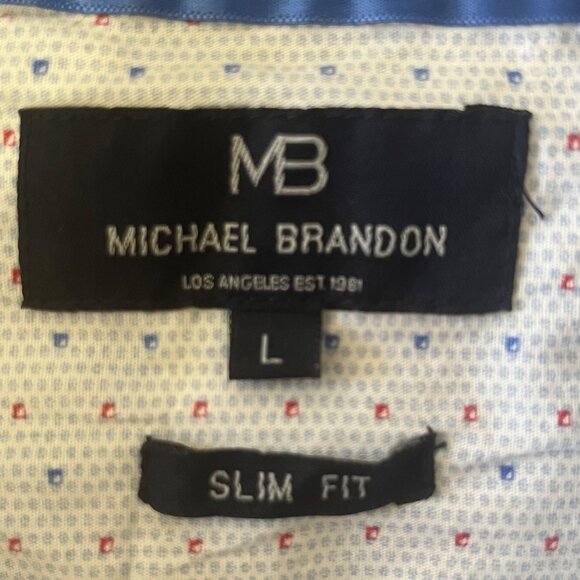 MB
MICHAEL BRANDON
LOS ANGELES EST. 1981
L
SLIM FIT